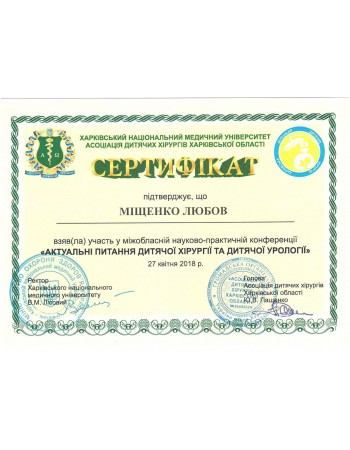 ХАРКІВСЬКИЙ НАЦІОНАЛЬНИЙ МЕДИЧНИЙ УНІВЕРСИТЕТ
АСОЦІАЦІЯ ДИТЯЧИХ ХІРУРГІВ ХАРКІВСЬКОЇ ОБЛАСТІ
СЕРТИФІКАТ
підтверджує, що
МІЩЕНКО ЛЮБОВ
взяв(ла) участь у міжобласній науково-практичній конференції
«АКТУАЛЬНІ ПИТАННЯ ДИТЯЧОЇ ХІРУРГІЇ ТА ДИТЯЧОЇ УРОЛОГІЇ»
27 квітня 2018 р.
Ректор
Харківського національного
медичного університету
В.М. Лісовий
Голова
Асоціація дитячих хірургів
Харківської області
Ю.В. Пащенко